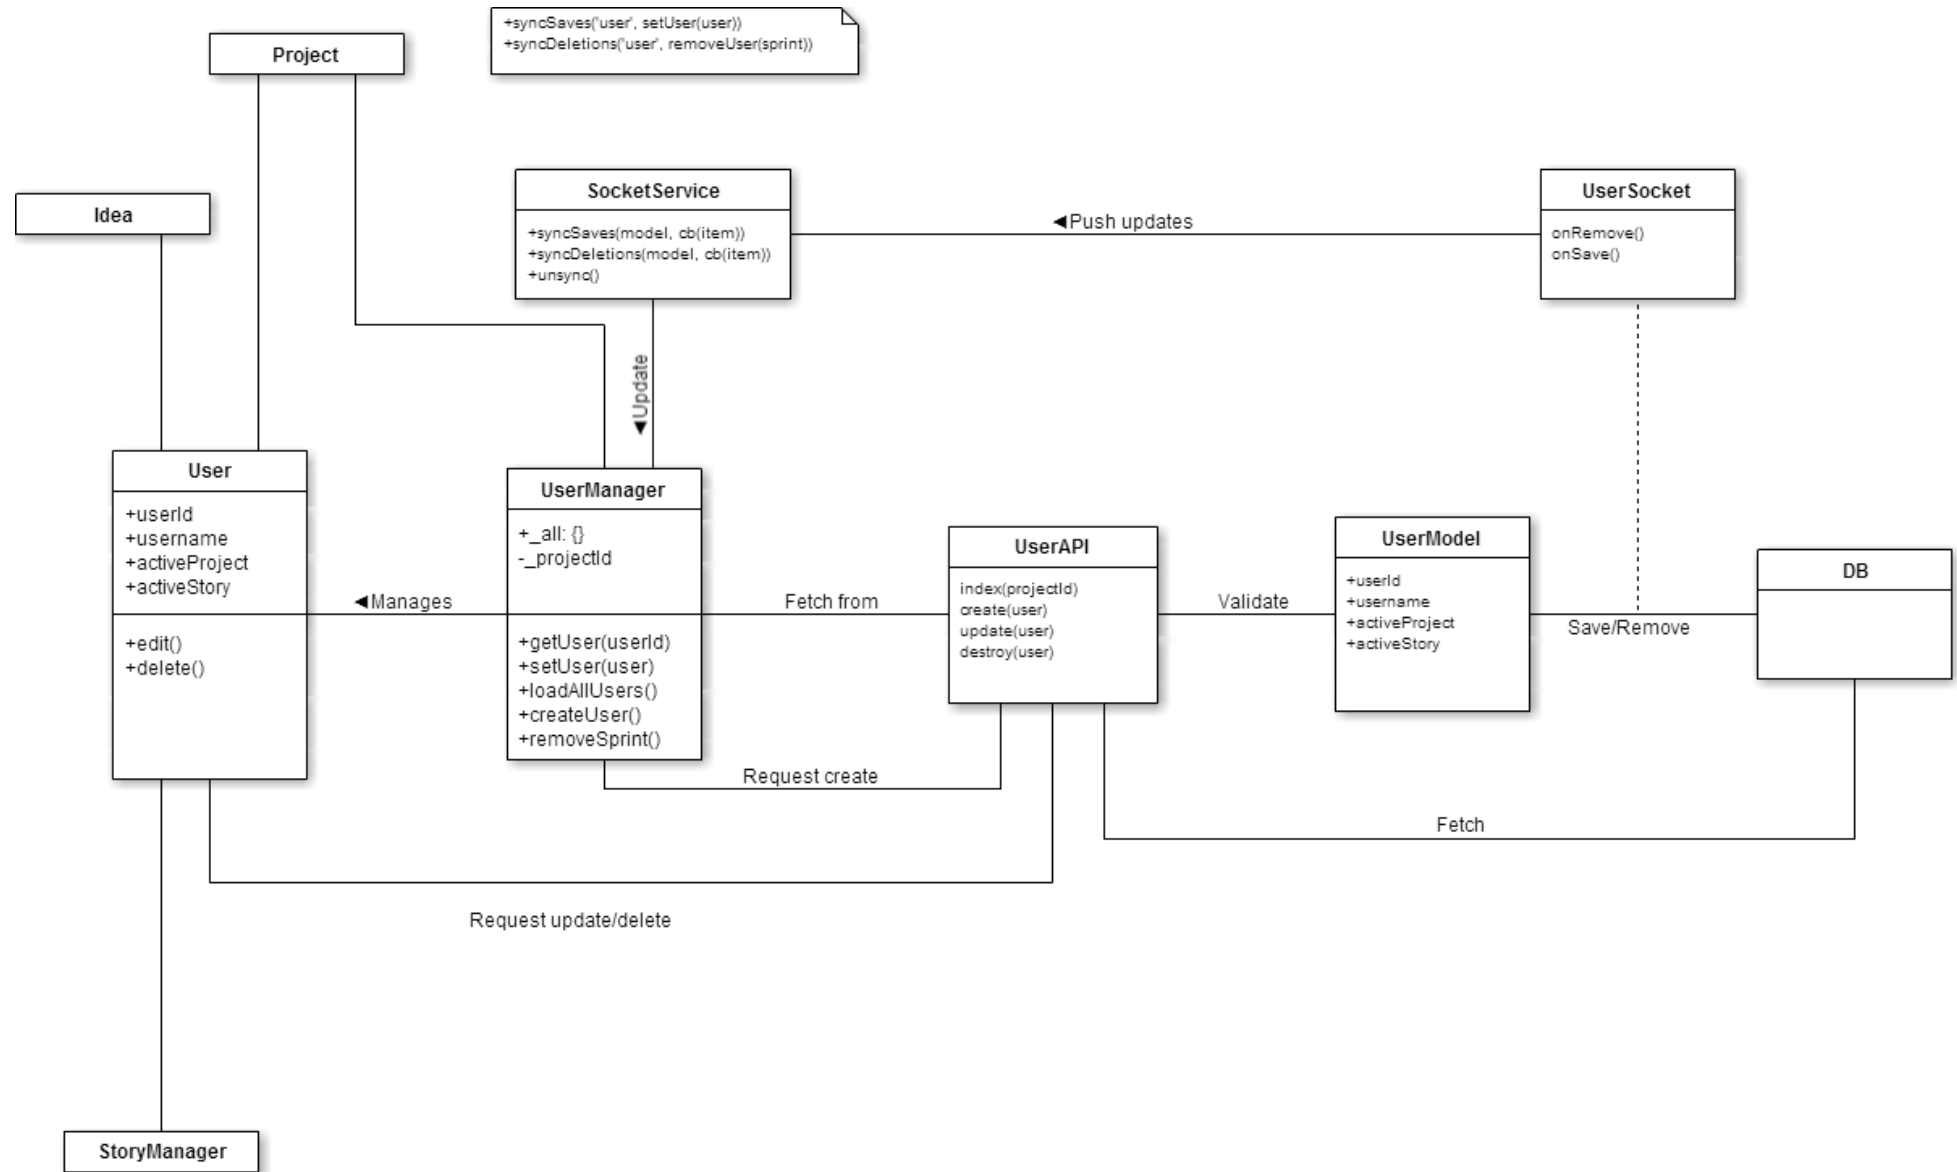 +syncSaves('user', setUser(user))
+syncDeletions('user', removeUser(sprint))
Project
Idea
SocketService
+syncSaves(model, cb(item))
+syncDeletions(model, cb(item))
+unsync()
◄Push updates
UserSocket
onRemove()
onSave()
◄Update
User
+userId
+username
+activeProject
+activeStory
+edit()
+delete()
◄Manages
UserManager
+_all: {}
-_projectId
+getUser(userId)
+setUser(user)
+loadAllUsers()
+createUser()
+removeSprint()
Fetch from
UserAPI
index(projectId)
create(user)
update(user)
destroy(user)
Validate
UserModel
+userId
+username
+activeProject
+activeStory
Save/Remove
DB
Request create
Fetch
Request update/delete
StoryManager